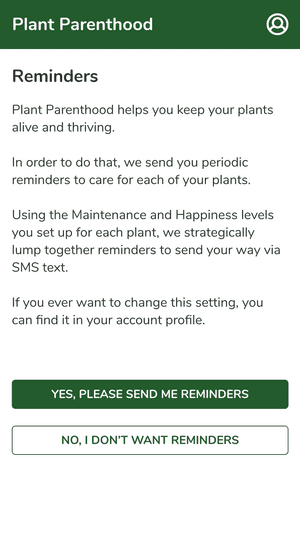 Plant Parenthood
Reminders
Plant Parenthood helps you keep your plants
alive and thriving.
In order to do that, we send you periodic
reminders to care for each of your plants.
Using the Maintenance and Happiness levels
you set up for each plant, we strategically
lump together reminders to send your way via
SMS text.
If you ever want to change this setting, you
can find it in your account profile.
YES, PLEASE SEND ME REMINDERS
NO, I DON'T WANT REMINDERS